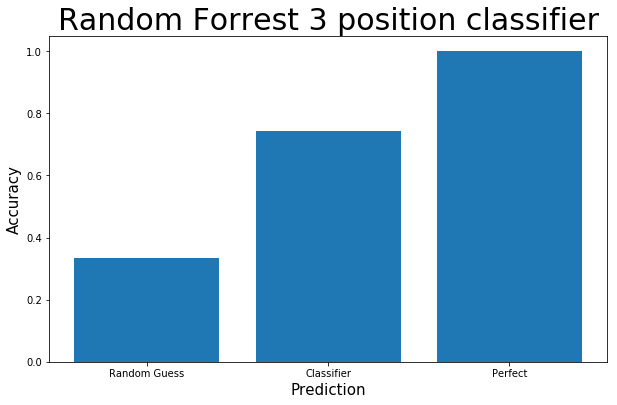 Random Forrest 3 position classifier
1.0
0.8
0.6
0.4
0.2
0.0
Accuracy
Random Guess Classifier Perfect
Prediction